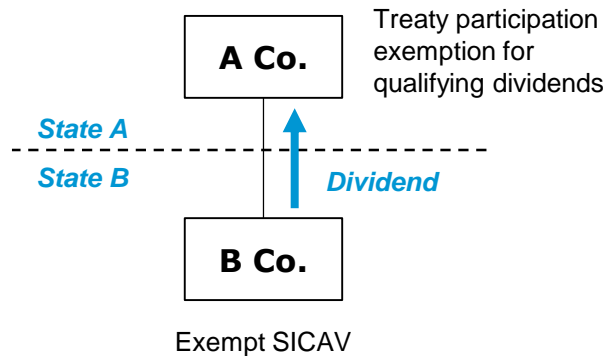 A Co.
Treaty participation
exemption for
qualifying dividends
State A
State B
Dividend
B Co.
Exempt SICAV